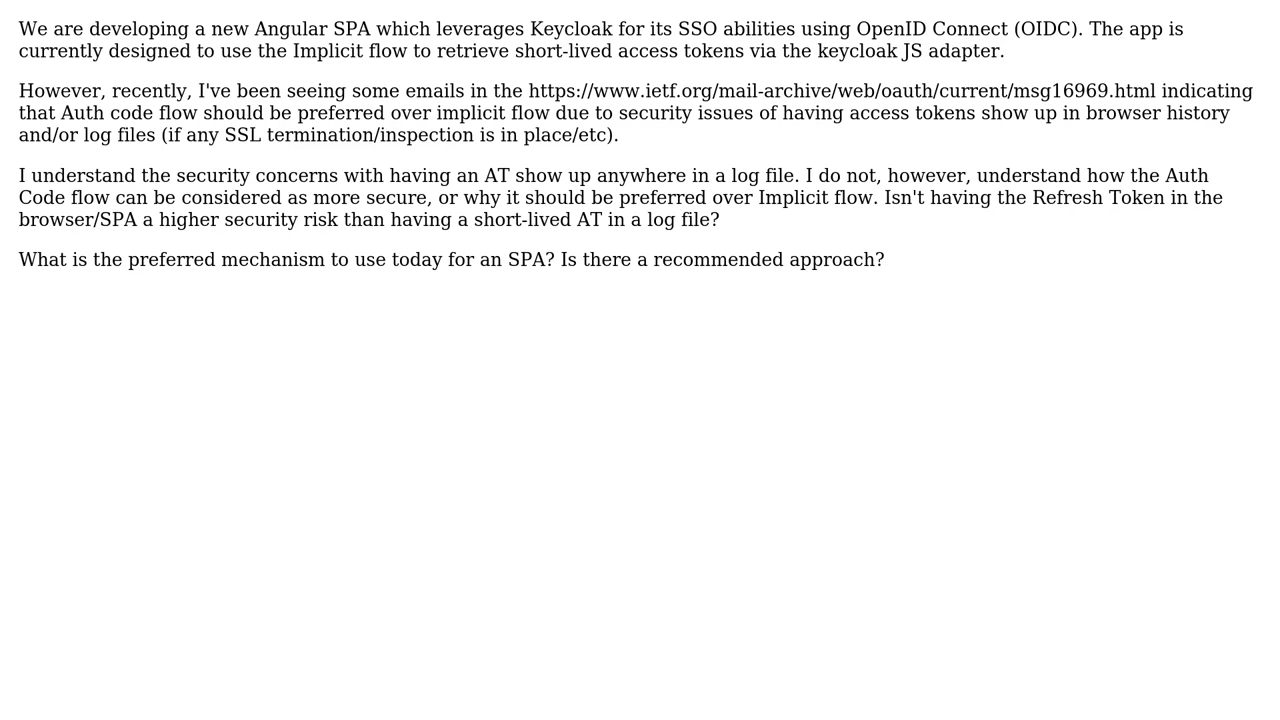 We are developing a new Angular SPA which leverages Keycloak for its SSO abilities using OpenID Connect (OIDC). The app is
currently designed to use the Implicit flow to retrieve short-lived access tokens via the keycloak JS adapter.
However, recently, I've been seeing some emails in the https://www.ietf.org/mail-archive/web/oauth/current/msg16969.html indicating
that Auth code flow should be preferred over implicit flow due to security issues of having access tokens show up in browser history
and/or log files (if any SSL termination/inspection is in place/etc).
I understand the security concerns with having an AT show up anywhere in a log file. I do not, however, understand how the Auth
Code flow can be considered as more secure, or why it should be preferred over Implicit flow. Isn't having the Refresh Token in the
browser/SPA a higher security risk than having a short-lived AT in a log file?
What is the preferred mechanism to use today for an SPA? Is there a recommended approach?